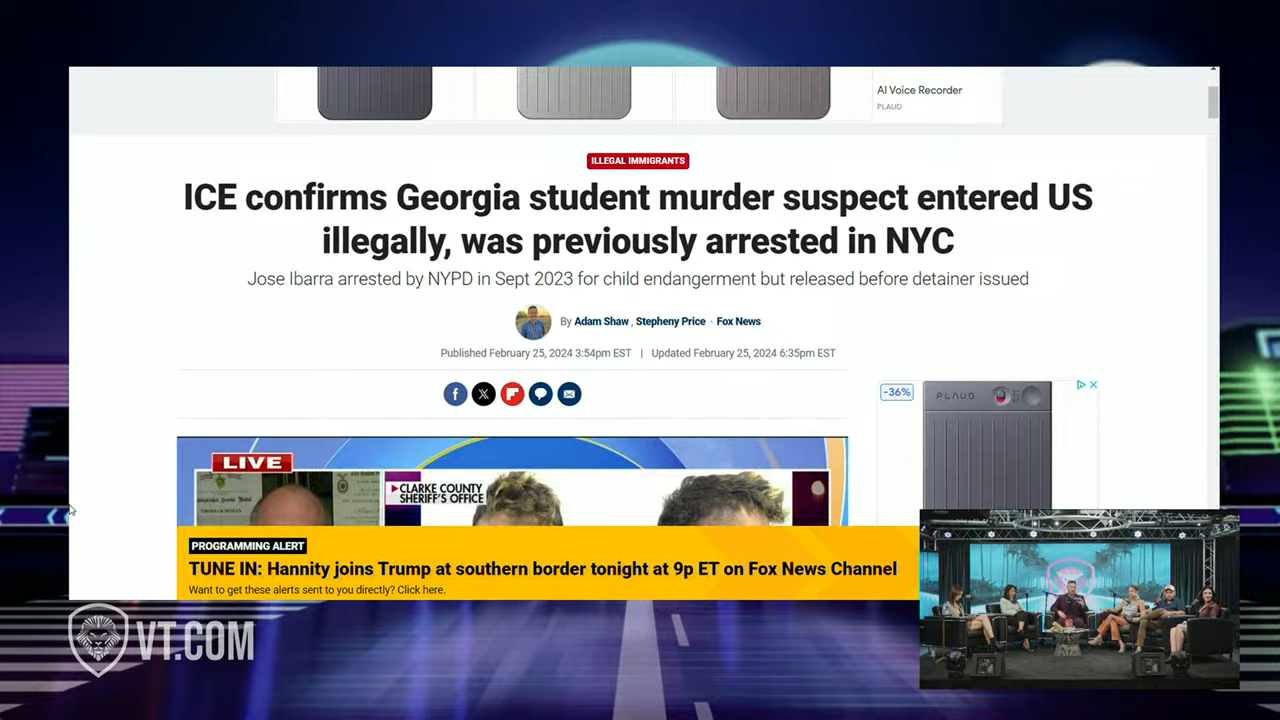 AI Voice Recorder
PLAUD
ILLEGAL IMMIGRANTS
ICE confirms Georgia student murder suspect entered US
illegally, was previously arrested in NYC
Jose Ibarra arrested by NYPD in Sept 2023 for child endangerment but released before detainer issued
By Adam Shaw , Stepheny Price · Fox News
Published February 25, 2024 3:54pm EST | Updated February 25, 2024 6:35pm EST
-36%
PLAUD
LIVE
CLARKE COUNTY
SHERIFF'S OFFICE
PROGRAMMING ALERT
TUNE IN: Hannity joins Trump at southern border tonight at 9p ET on Fox News Channel
Want to get these alerts sent to you directly? Click here.
VT.COM